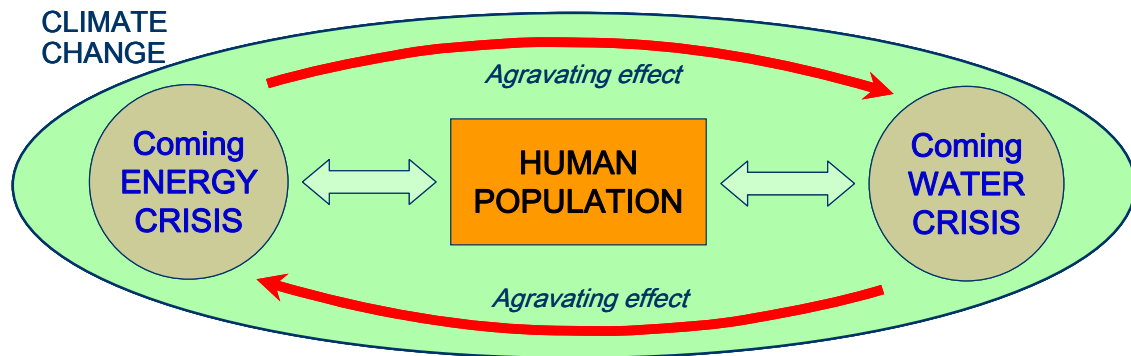 CLIMATE
CHANGE
Agravating effect
Coming
ENERGY
CRISIS
HUMAN
POPULATION
Coming
WATER
CRISIS
Agravating effect